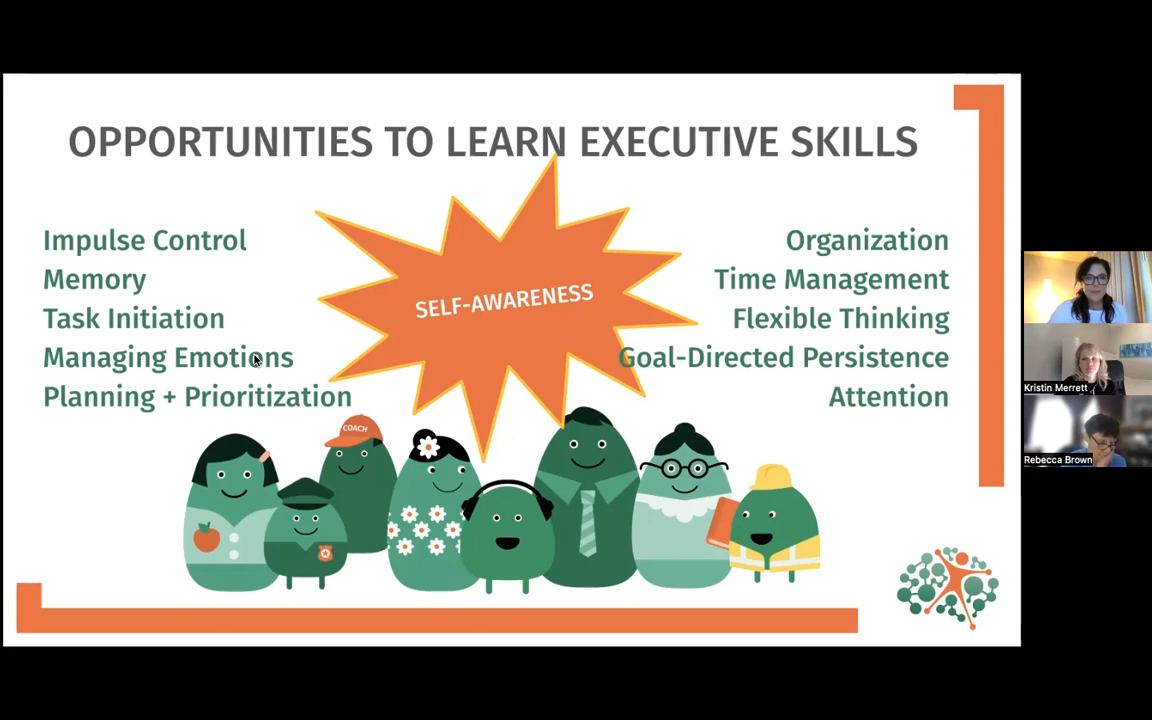 OPPORTUNITIES TO LEARN EXECUTIVE SKILLS
Impulse Control
Memory
Task Initiation
Managing Emotions
Planning + Prioritization
SELF-AWARENESS
Organization
Time Management
Flexible Thinking
Goal-Directed Persistence
Attention
COACH
Kristin Merrett
Rebecca Brown